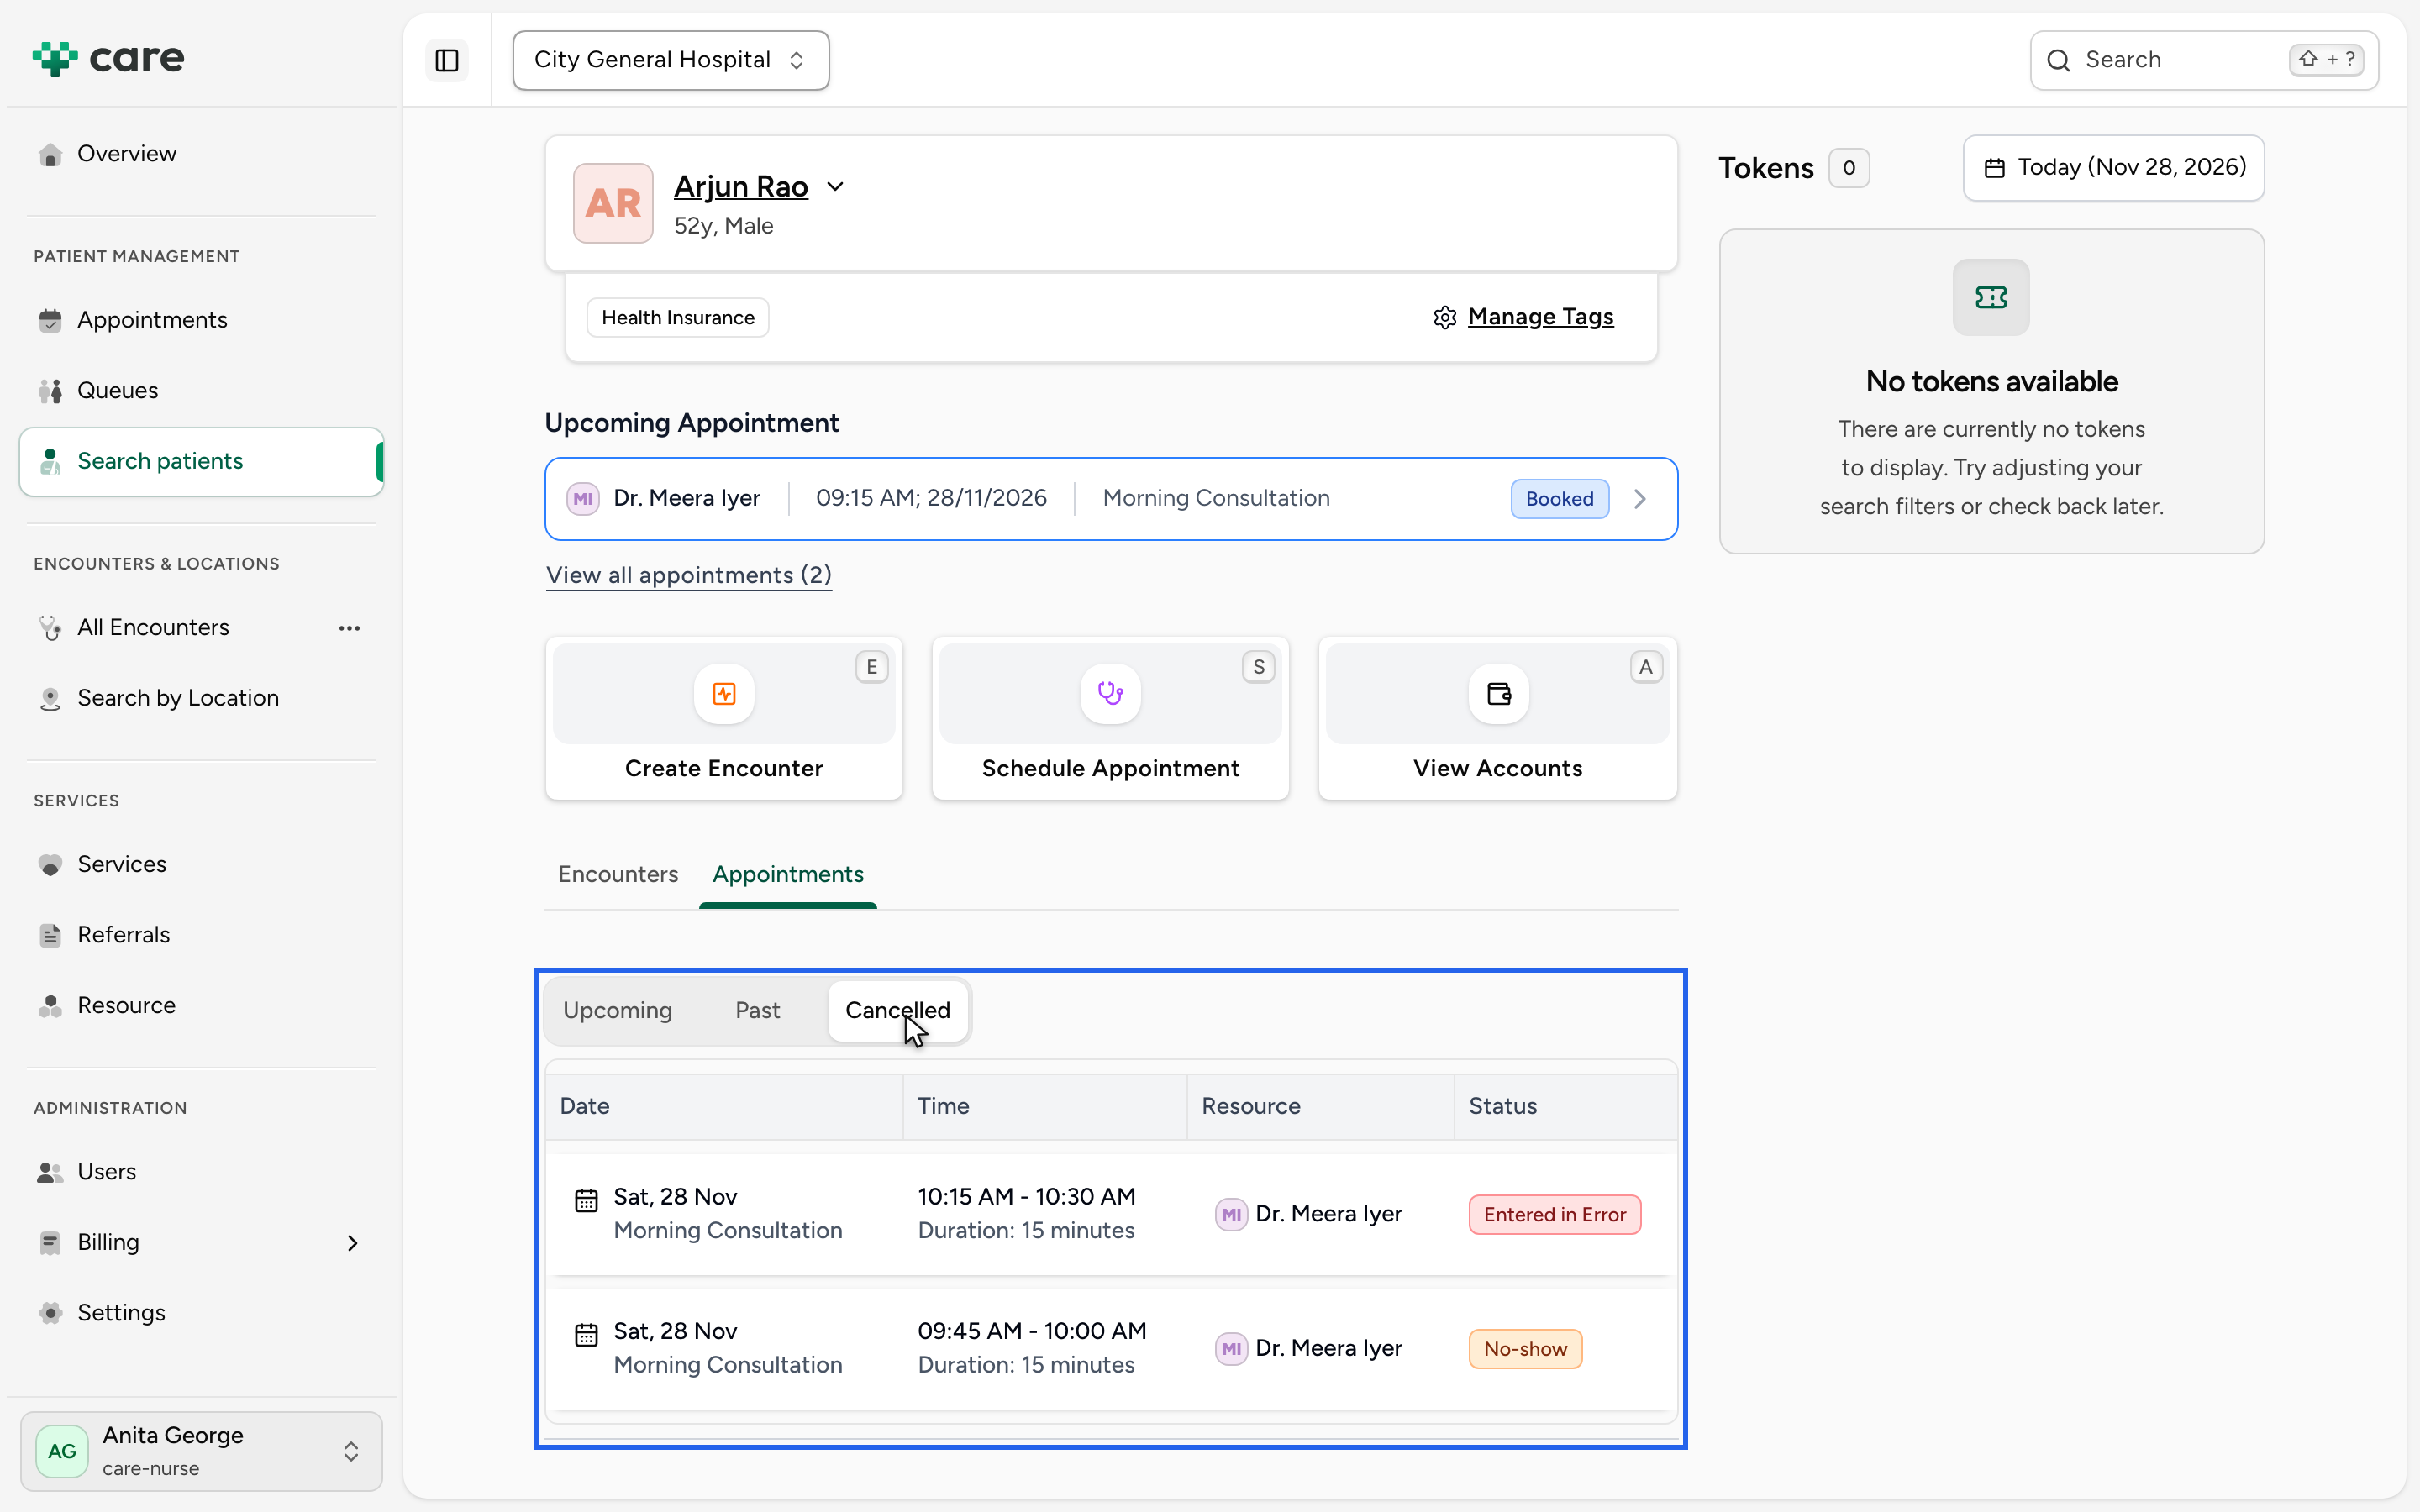 care
City General Hospital
Search
+ ?
Overview
PATIENT MANAGEMENT
Appointments
Queues
Search patients
ENCOUNTERS & LOCATIONS
All Encounters
Search by Location
SERVICES
Services
Referrals
Resource
ADMINISTRATION
Users
Billing
Settings
AG
Anita George
care-nurse
AR
Arjun Rao
52y, Male
Health Insurance
Manage Tags
Upcoming Appointment
MI Dr. Meera Iyer 09:15 AM; 28/11/2026 Morning Consultation Booked
View all appointments (2)
E
Create Encounter
S
Schedule Appointment
A
View Accounts
Encounters Appointments
Upcoming Past Cancelled
Date Time Resource Status
Sat, 28 Nov 10:15 AM - 10:30 AM MI Dr. Meera Iyer Entered in Error
Morning Consultation Duration: 15 minutes
Sat, 28 Nov 09:45 AM - 10:00 AM MI Dr. Meera Iyer No-show
Morning Consultation Duration: 15 minutes
Tokens 0
Today (Nov 28, 2026)
No tokens available
There are currently no tokens
to display. Try adjusting your
search filters or check back later.